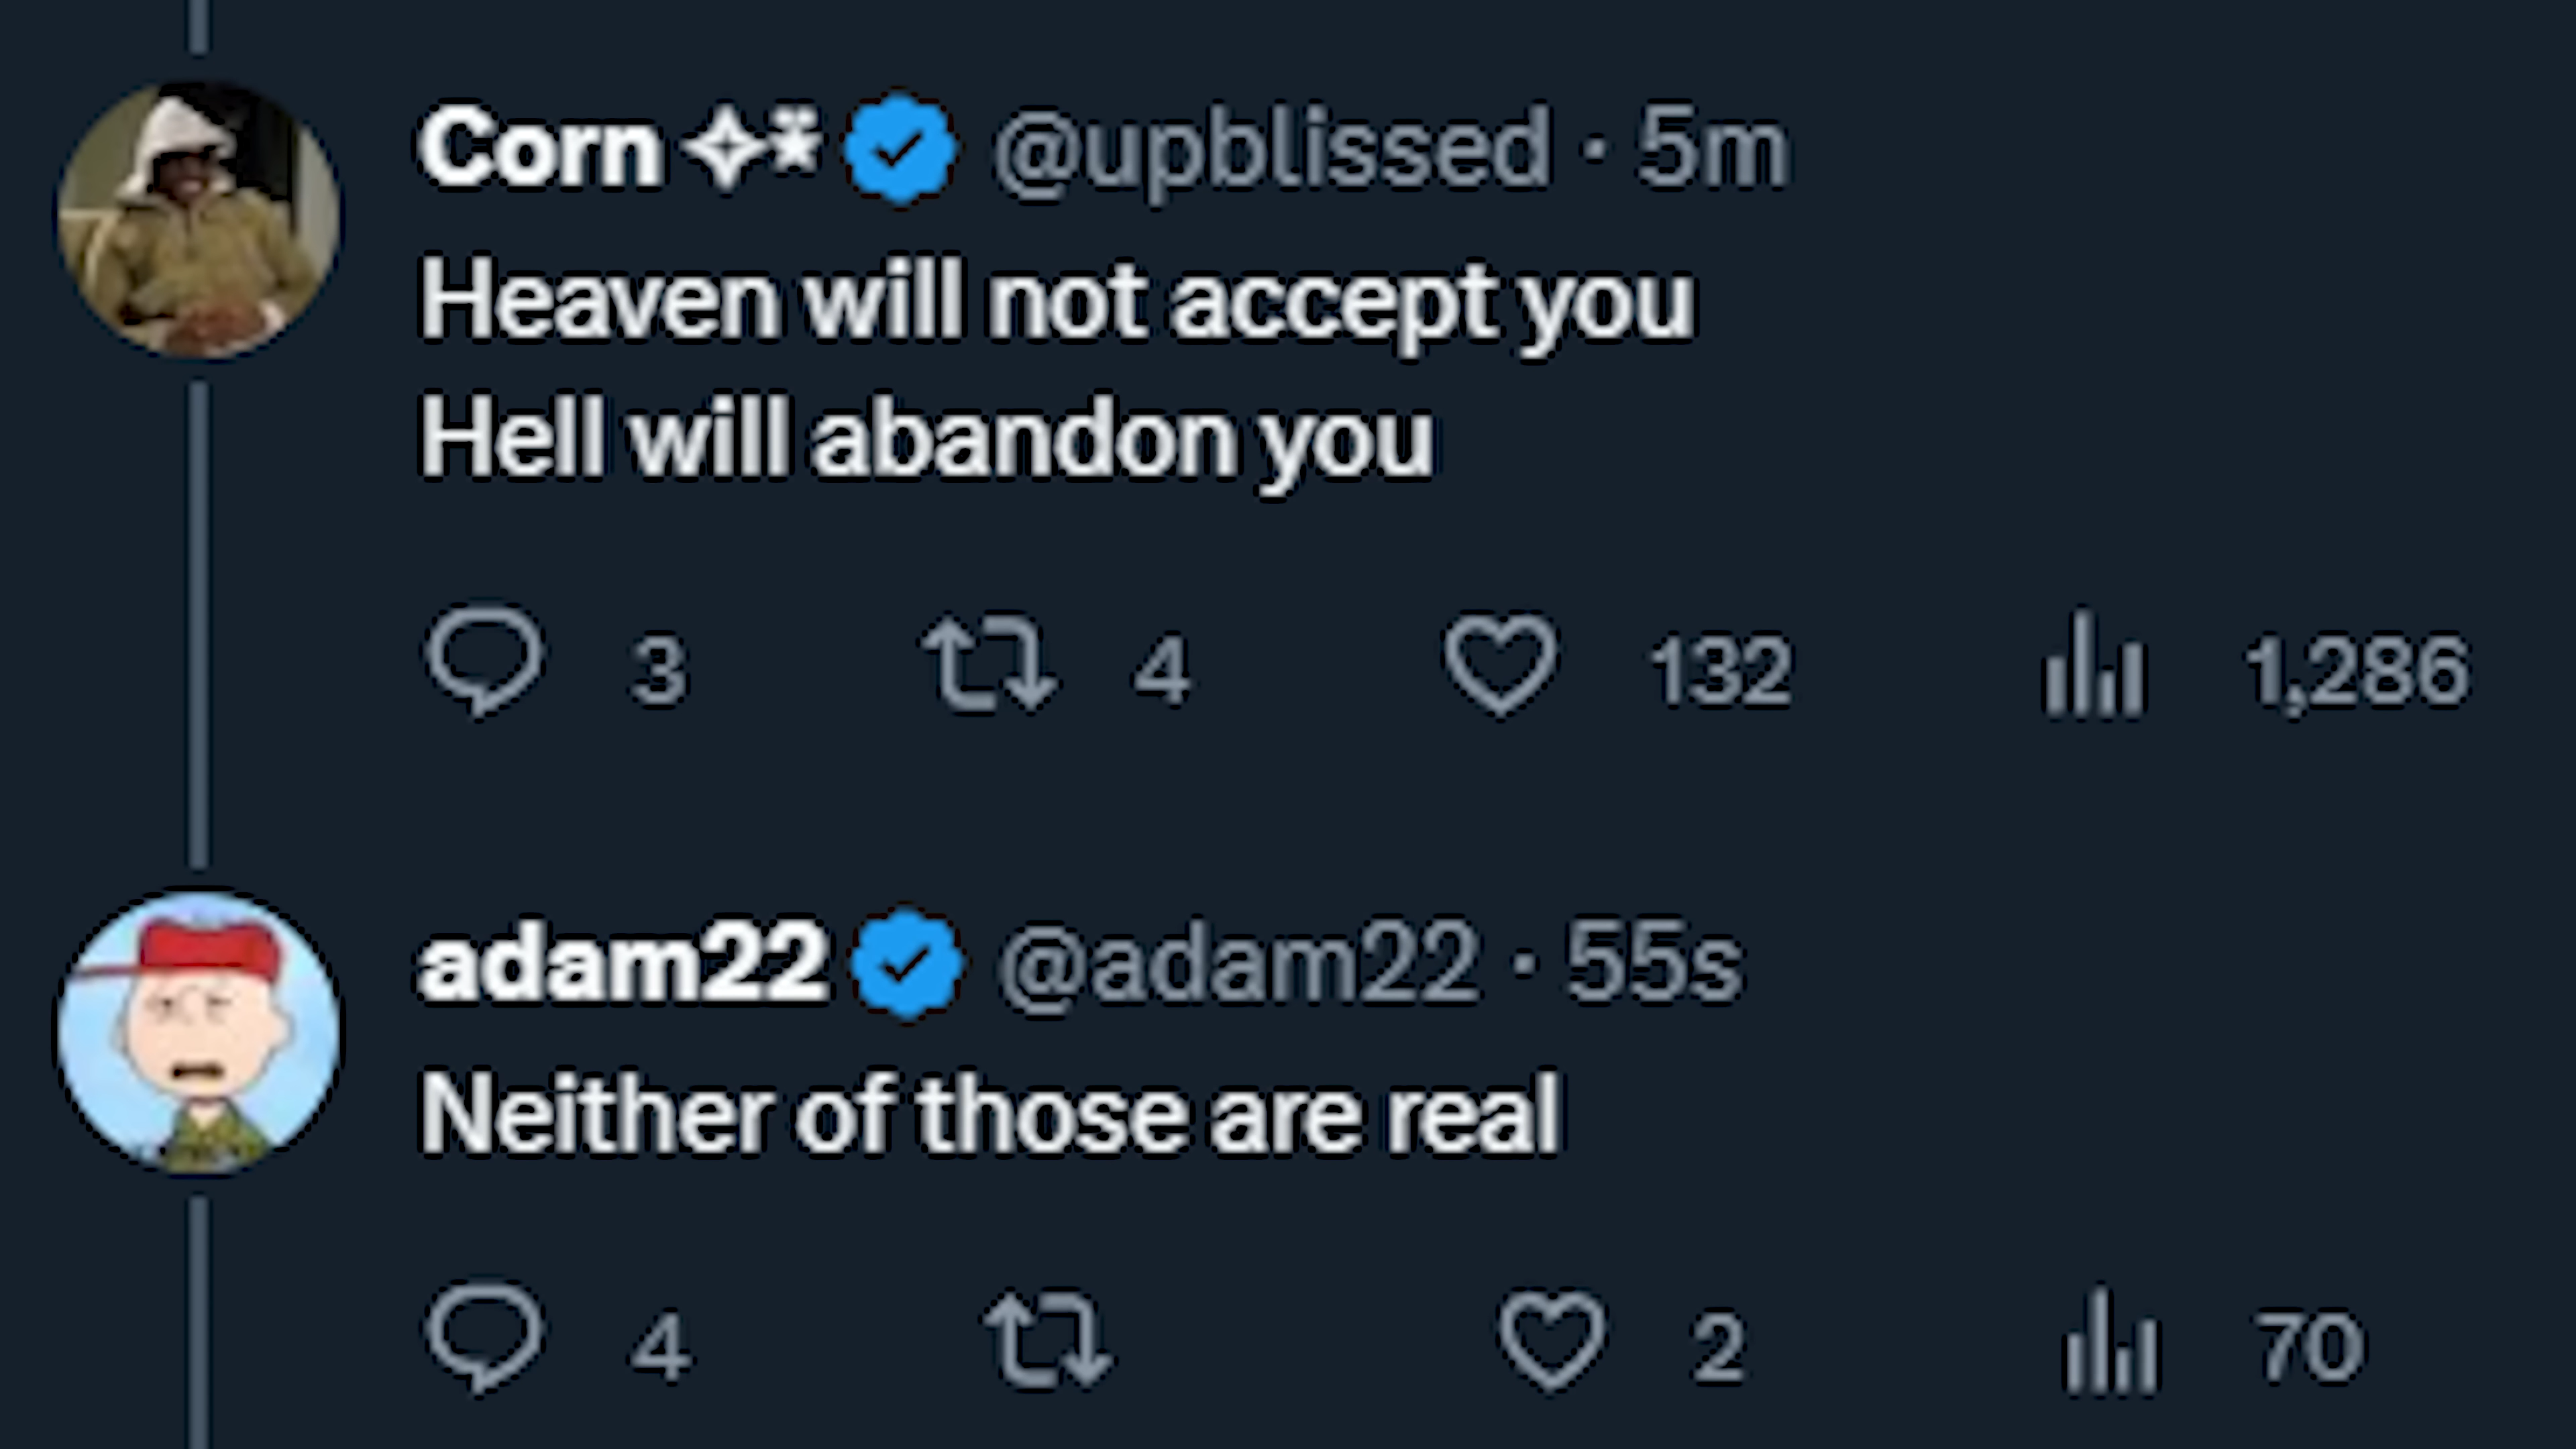 Corn ✧* @upblissed · 5m
Heaven will not accept you
Hell will abandon you
3 4 132 1,286
adam22 @adam22 · 55s
Neither of those are real
4 2 70